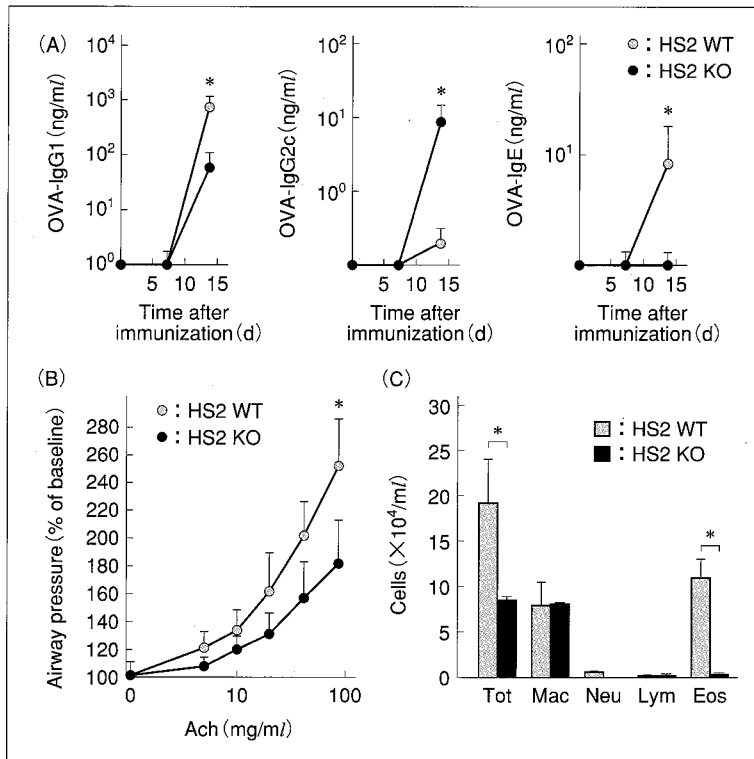 (A)
OVA-IgG1(ng/ml)
10⁴
10³
10²
10¹
10⁰
*
5 10 15
Time after
immunization(d)
OVA-IgG2c(ng/ml)
10²
10¹
10⁰
*
5 10 15
Time after
immunization(d)
OVA-IgE(ng/ml)
10²
10¹
*
5 10 15
Time after
immunization(d)
: HS2 WT
: HS2 KO
(B)
: HS2 WT
: HS2 KO
*
Airway pressure(% of baseline)
280
260
240
220
200
180
160
140
120
100
0 10 100
Ach(mg/ml)
(C)
: HS2 WT
: HS2 KO
Cells(×10⁴/ml)
30
25
20
15
10
5
0
*
*
Tot Mac Neu Lym Eos